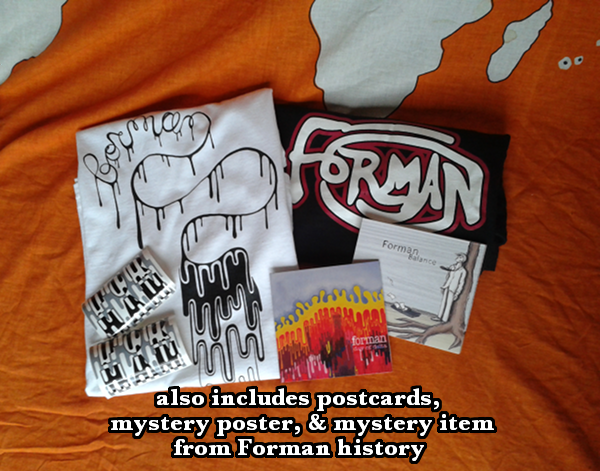 forman
FORMAN
Forman
Balance
forman
also includes postcards,
mystery poster, & mystery item
from Forman history